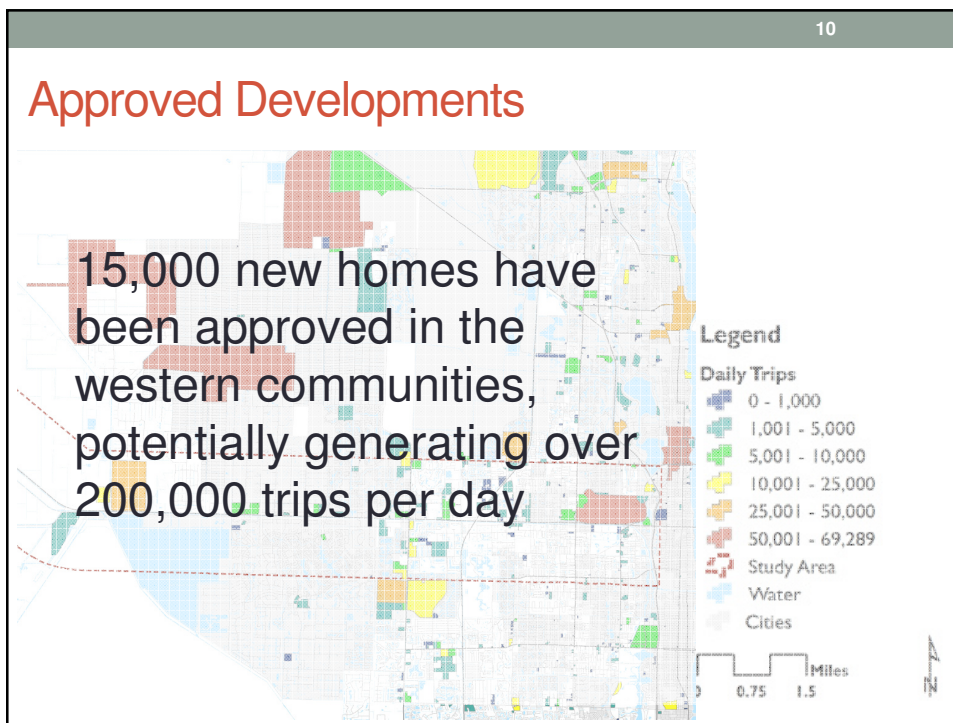 10
Approved Developments
15,000 new homes have
been approved in the
western communities,
potentially generating over
200,000 trips per day
Legend
Daily Trips
0 - 1,000
1,001 - 5,000
5,001 - 10,000
10,001 - 25,000
25,001 - 50,000
50,001 - 69,289
Study Area
Water
Cities
Miles
0 0.75 1.5
N